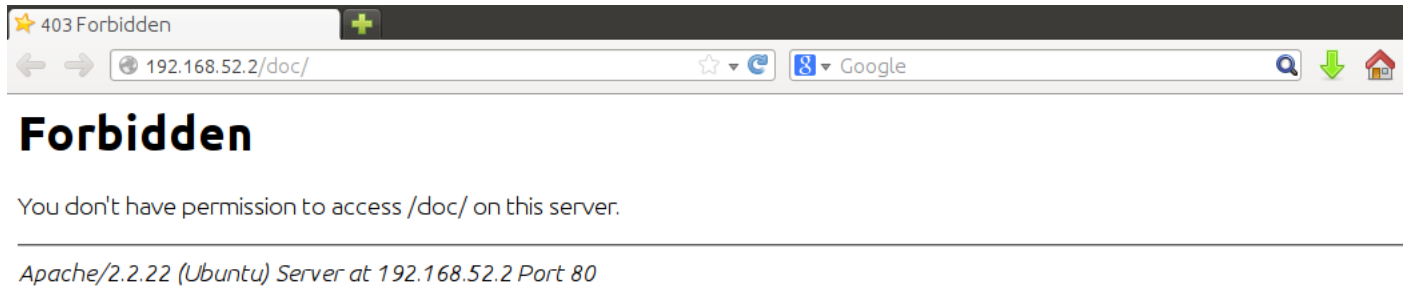 403 Forbidden
192.168.52.2/doc/
8 Google
Forbidden
You don't have permission to access /doc/ on this server.
Apache/2.2.22 (Ubuntu) Server at 192.168.52.2 Port 80